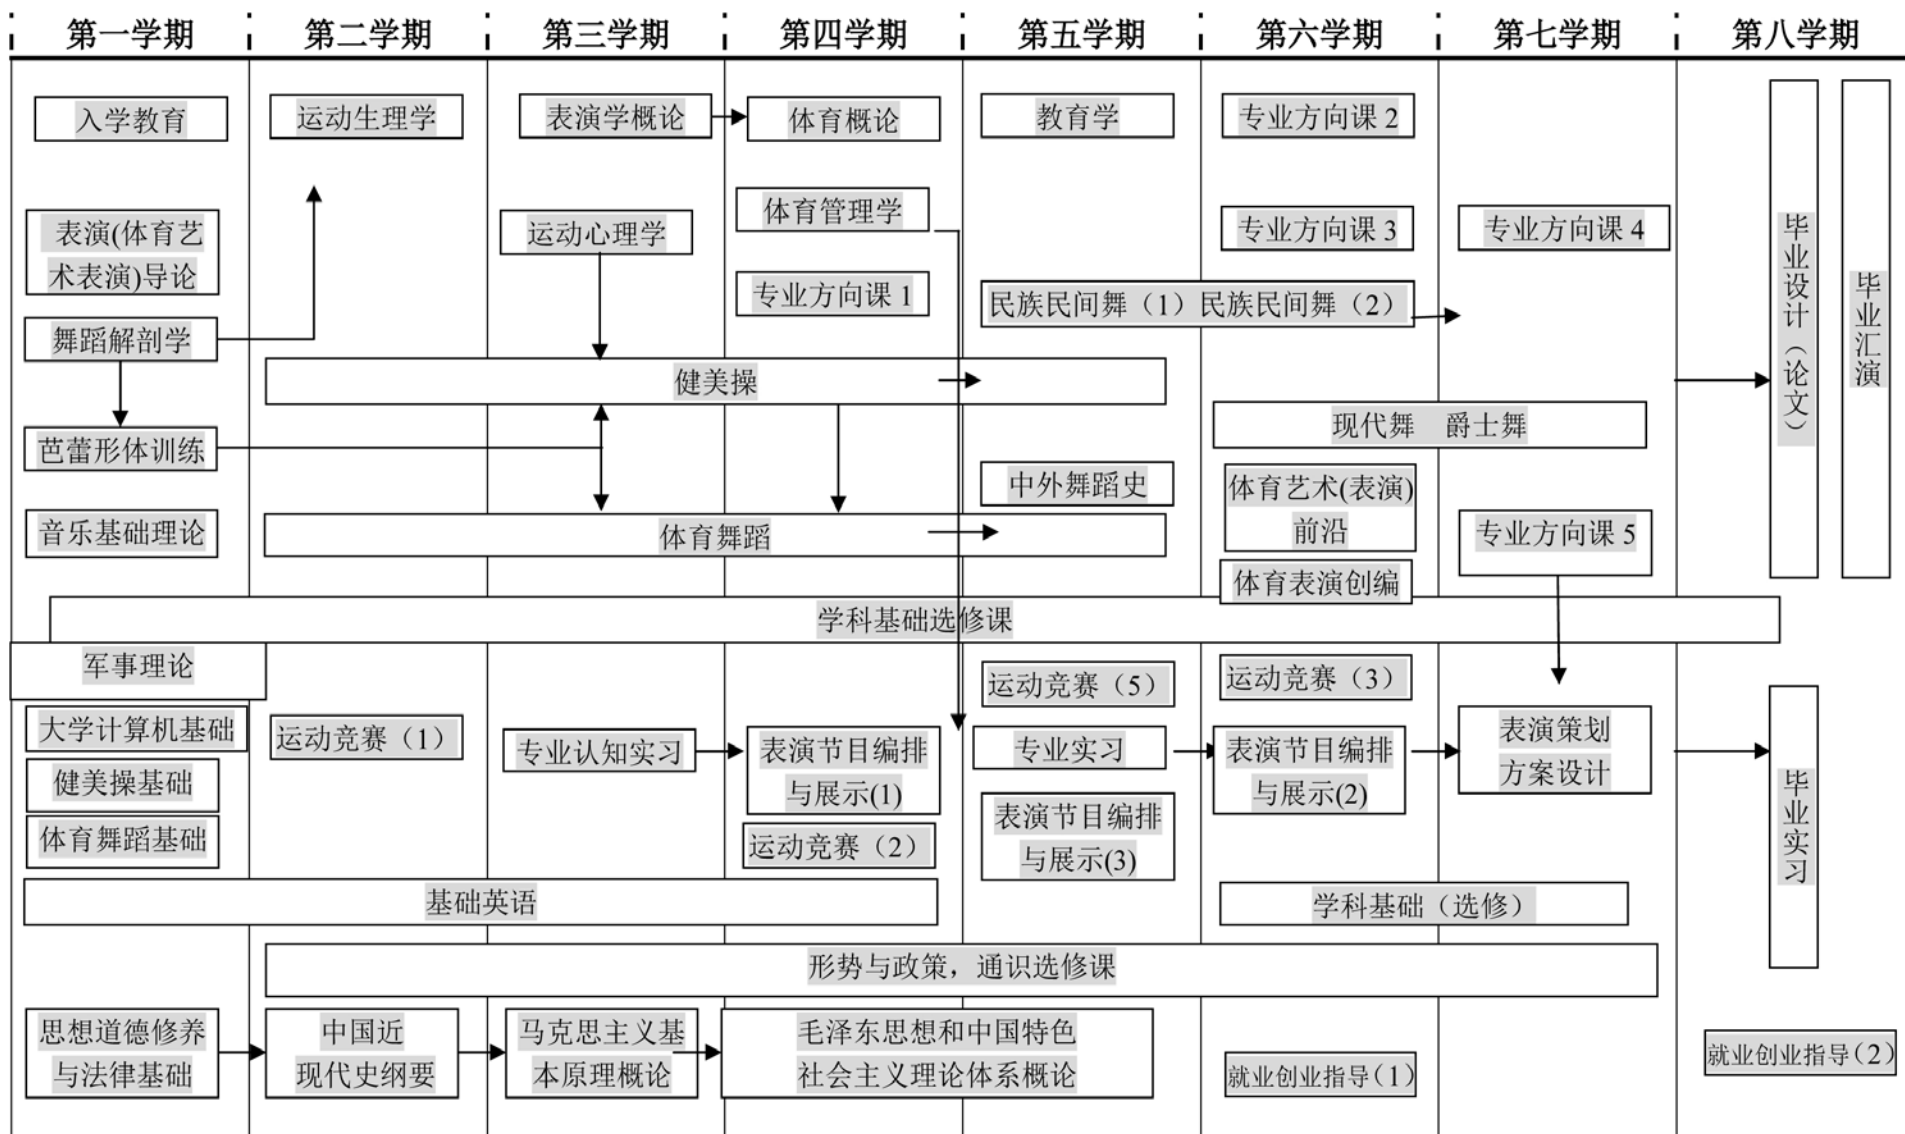 第一学期
第二学期
第三学期
第四学期
第五学期
第六学期
第七学期
第八学期
入学教育
运动生理学
表演学概论
体育概论
教育学
专业方向课 2
表演(体育艺
术表演)导论
运动心理学
体育管理学
专业方向课 3
专业方向课 4
专业方向课 1
民族民间舞（1）民族民间舞（2）
舞蹈解剖学
健美操
现代舞 爵士舞
芭蕾形体训练
中外舞蹈史
体育艺术(表演)
前沿
音乐基础理论
体育舞蹈
专业方向课 5
体育表演创编
毕业设计（论文）
毕业汇演
学科基础选修课
军事理论
运动竞赛（5）
运动竞赛（3）
大学计算机基础
运动竞赛（1）
专业认知实习
表演节目编排
与展示(1)
专业实习
表演节目编排
与展示(2)
表演策划
方案设计
健美操基础
体育舞蹈基础
运动竞赛（2）
表演节目编排
与展示(3)
毕业实习
基础英语
学科基础（选修）
形势与政策，通识选修课
思想道德修养
与法律基础
中国近
现代史纲要
马克思主义基
本原理概论
毛泽东思想和中国特色
社会主义理论体系概论
就业创业指导（1）
就业创业指导（2）